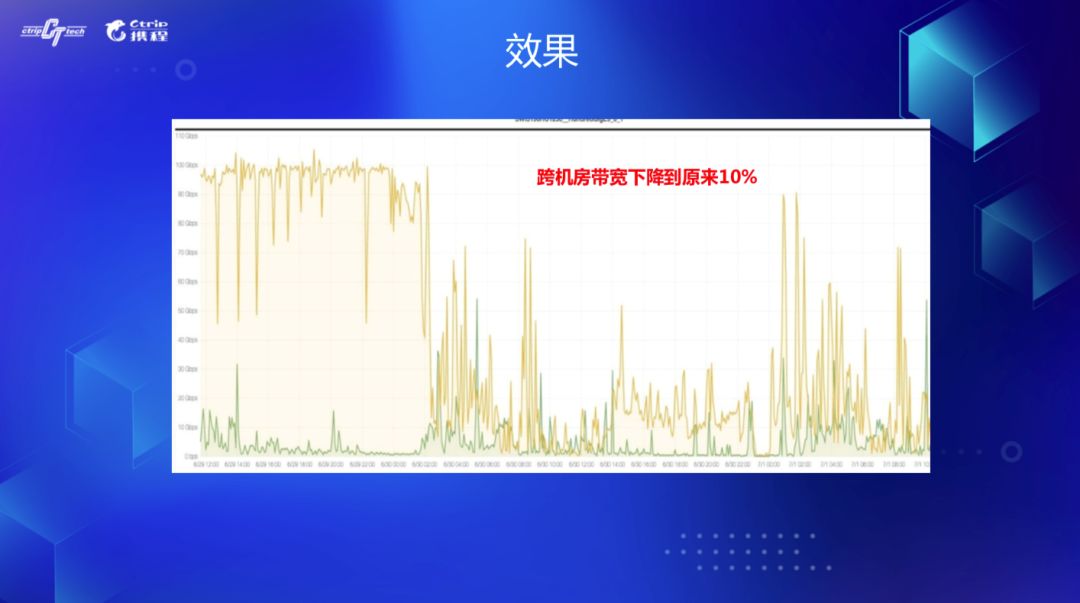 ctrip tech
Ctrip
携程
效果
跨机房带宽下降到原来10%
110 Gbps
100 Gbps
90 Gbps
80 Gbps
70 Gbps
60 Gbps
50 Gbps
40 Gbps
30 Gbps
20 Gbps
10 Gbps
0 bps
6/29 12:00 6/29 14:00 6/29 16:00 6/29 18:00 6/29 20:00 6/29 22:00 6/30 00:00 6/30 02:00 6/30 04:00 6/30 06:00 6/30 08:00 6/30 10:00 6/30 12:00 6/30 14:00 6/30 16:00 6/30 18:00 6/30 20:00 6/30 22:00 7/1 00:00 7/1 02:00 7/1 04:00 7/1 06:00 7/1 08:00 7/1 10: